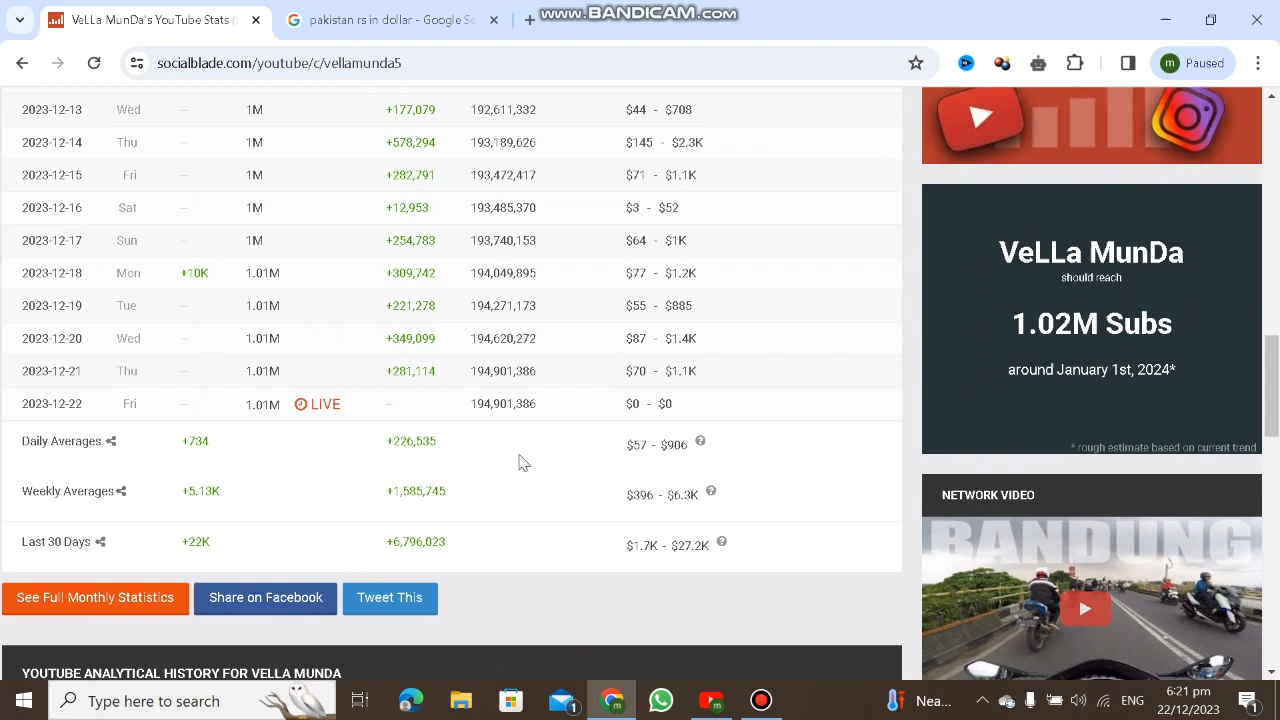 www.BANDICAM.com
VeLLa MunDa's YouTube Stats (S
pakistan rs in dollar - Google Se
socialblade.com/youtube/c/vellamunda5
m Paused
2023-12-13 Wed – 1M +177,079 192,611,332 $44 - $708
2023-12-14 Thu – 1M +578,294 193,189,626 $145 - $2.3K
2023-12-15 Fri – 1M +282,791 193,472,417 $71 - $1.1K
2023-12-16 Sat – 1M +12,953 193,485,370 $3 - $52
2023-12-17 Sun – 1M +254,783 193,740,153 $64 - $1K
2023-12-18 Mon +10K 1.01M +309,742 194,049,895 $77 - $1.2K
2023-12-19 Tue – 1.01M +221,278 194,271,173 $55 - $885
2023-12-20 Wed – 1.01M +349,099 194,620,272 $87 - $1.4K
2023-12-21 Thu – 1.01M +281,114 194,901,386 $70 - $1.1K
2023-12-22 Fri – 1.01M LIVE – 194,901,386 $0 - $0
Daily Averages +734 +226,535 $57 - $906
Weekly Averages +5.13K +1,585,745 $396 - $6.3K
Last 30 Days +22K +6,796,023 $1.7K - $27.2K
See Full Monthly Statistics
Share on Facebook
Tweet This
YOUTUBE ANALYTICAL HISTORY FOR VELLA MUNDA
VeLLa MunDa
should reach
1.02M Subs
around January 1st, 2024*
* rough estimate based on current trend
NETWORK VIDEO
BANDUNG
Type here to search
1
m
m
Nea...
ENG
6:21 pm
22/12/2023
1